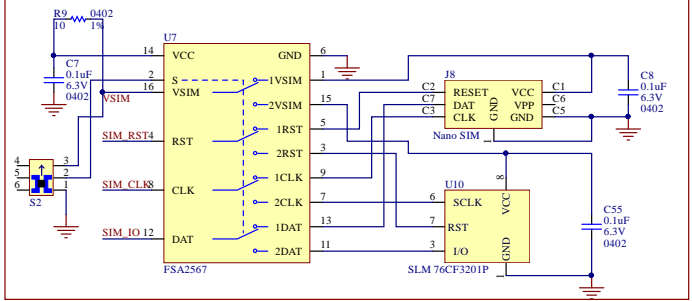 R9 0402
10 1%
U7
C7
0.1uF
6.3V
0402
14 VCC GND 6
2 S 1VSIM 1
16 VSIM
VSIM
2VSIM 15
1RST 5
SIM_RST 4 RST
2RST 3
1CLK 9
SIM_CLK 8 CLK
2CLK 7
1DAT 13
SIM_IO 12 DAT
2DAT 11
FSA2567
4 3
5 2
6 1
S2
J8
C2 RESET VCC C1
C7 DAT VPP C6
C3 CLK GND C5
GND
1
Nano SIM
C8
0.1uF
6.3V
0402
U10
8
VCC
6 SCLK
7 RST
3 I/O
GND
1
SLM 76CF3201P
C55
0.1uF
6.3V
0402